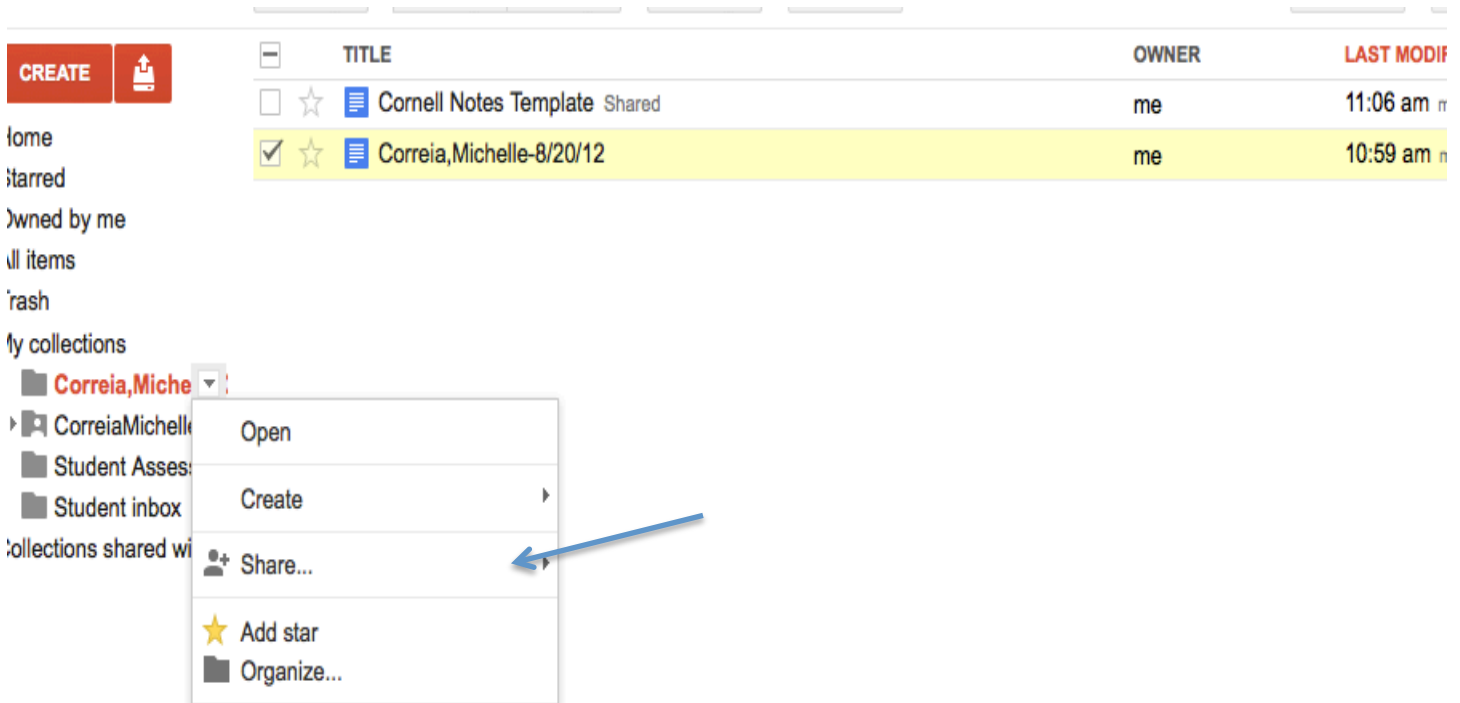 CREATE
TITLE OWNER LAST MODIF
Cornell Notes Template Shared me 11:06 am
Correia,Michelle-8/20/12 me 10:59 am
Home
Starred
Owned by me
All items
Trash
My collections
Correia,Miche
CorreiaMichelle
Student Assess
Student inbox
Collections shared wi
Open
Create
Share...
Add star
Organize...